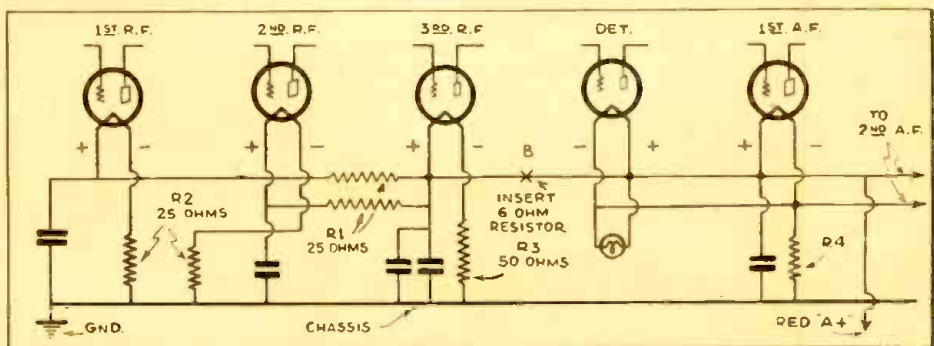 1ST. R.F.
2ND. R.F.
3RD. R.F
DET.
1ST. A.F.
TO
2ND A.F.
+ - + - + - - + + -
B
R2
25 OHMS
R1
25 OHMS
INSERT
6 OHM
RESISTOR
R3
50 OHMS
R4
GND.
CHASSIS
RED "A+"